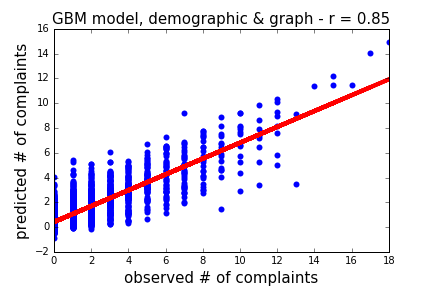 GBM model, demographic & graph - r = 0.85
16
14
12
10
8
6
4
2
0
−2
predicted # of complaints
0 2 4 6 8 10 12 14 16 18
observed # of complaints